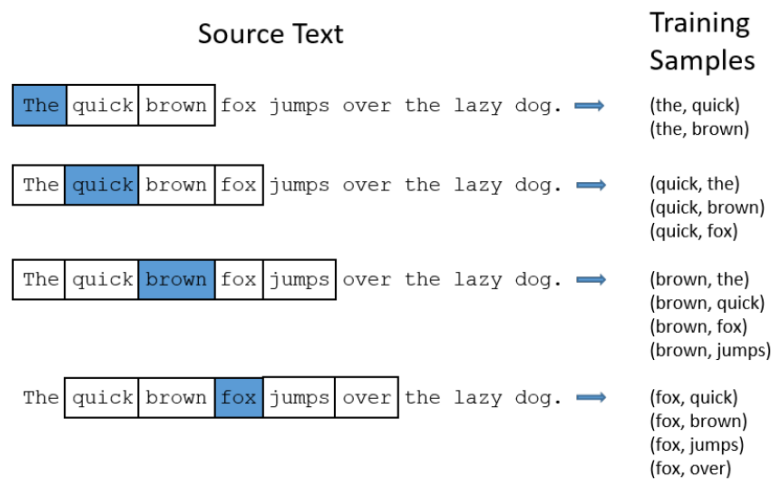 Source Text
Training
Samples
The quick brown fox jumps over the lazy dog.
(the, quick)
(the, brown)
The quick brown fox jumps over the lazy dog.
(quick, the)
(quick, brown)
(quick, fox)
The quick brown fox jumps over the lazy dog.
(brown, the)
(brown, quick)
(brown, fox)
(brown, jumps)
The quick brown fox jumps over the lazy dog.
(fox, quick)
(fox, brown)
(fox, jumps)
(fox, over)